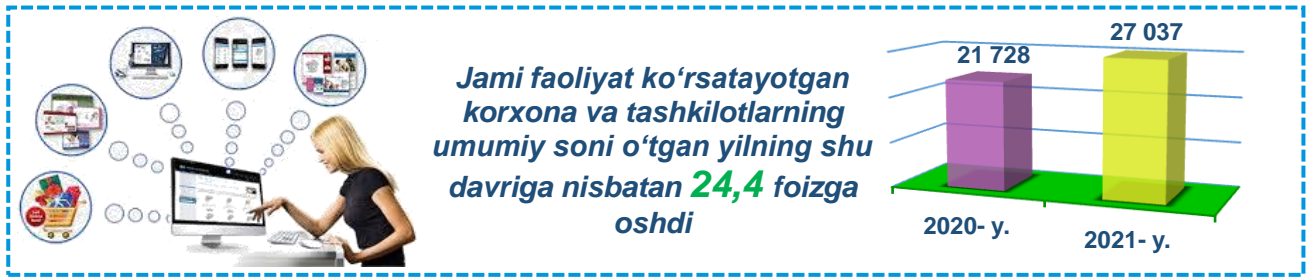 Jami faoliyat ko‘rsatayotgan
korxona va tashkilotlarning
umumiy soni o‘tgan yilning shu
davriga nisbatan 24,4 foizga
oshdi
21 728
27 037
2020- y.
2021- y.